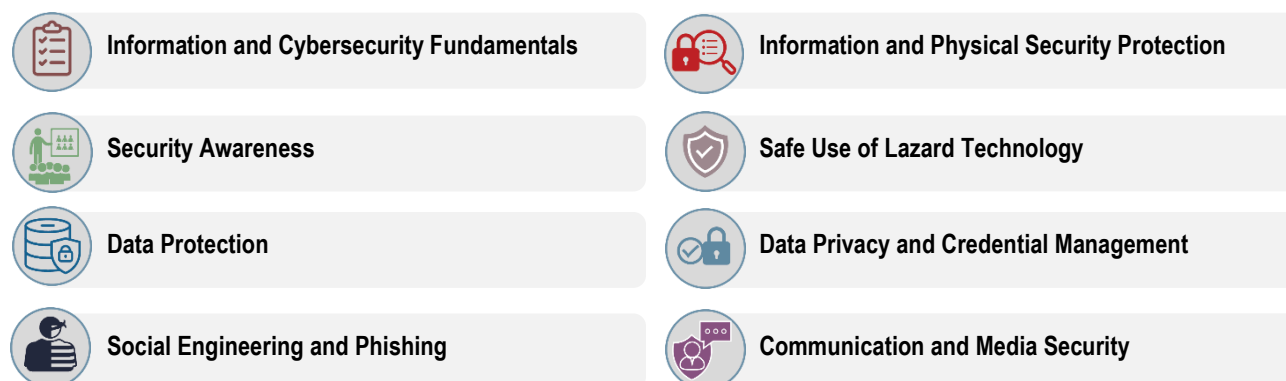 Information and Cybersecurity Fundamentals
Information and Physical Security Protection
Security Awareness
Safe Use of Lazard Technology
Data Protection
Data Privacy and Credential Management
Social Engineering and Phishing
Communication and Media Security